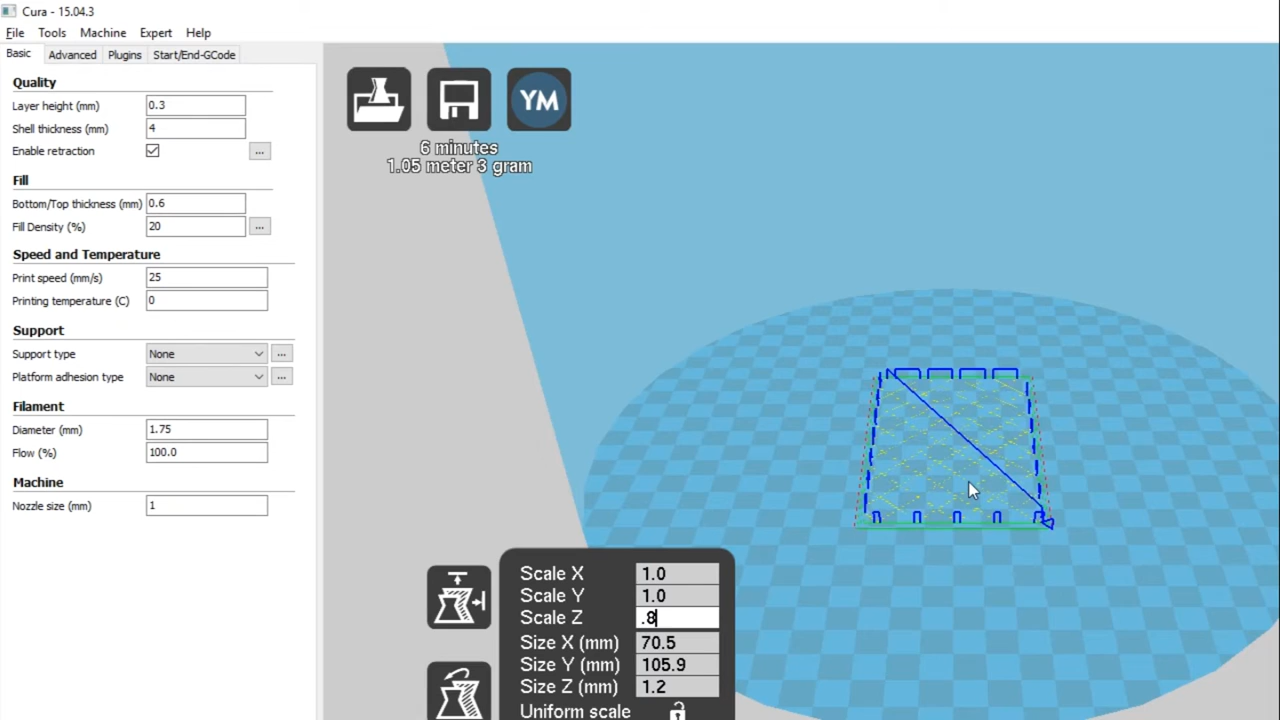 Cura - 15.04.3
File Tools Machine Expert Help
Basic Advanced Plugins Start/End-GCode
Quality
Layer height (mm) 0.3
Shell thickness (mm) 4
Enable retraction ...
Fill
Bottom/Top thickness (mm) 0.6
Fill Density (%) 20 ...
Speed and Temperature
Print speed (mm/s) 25
Printing temperature (C) 0
Support
Support type None ...
Platform adhesion type None ...
Filament
Diameter (mm) 1.75
Flow (%) 100.0
Machine
Nozzle size (mm) 1
YM
6 minutes
1.05 meter 3 gram
Scale X 1.0
Scale Y 1.0
Scale Z .8
Size X (mm) 70.5
Size Y (mm) 105.9
Size Z (mm) 1.2
Uniform scale